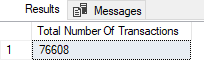 Results Messages
Total Number Of Transactions
1 76608